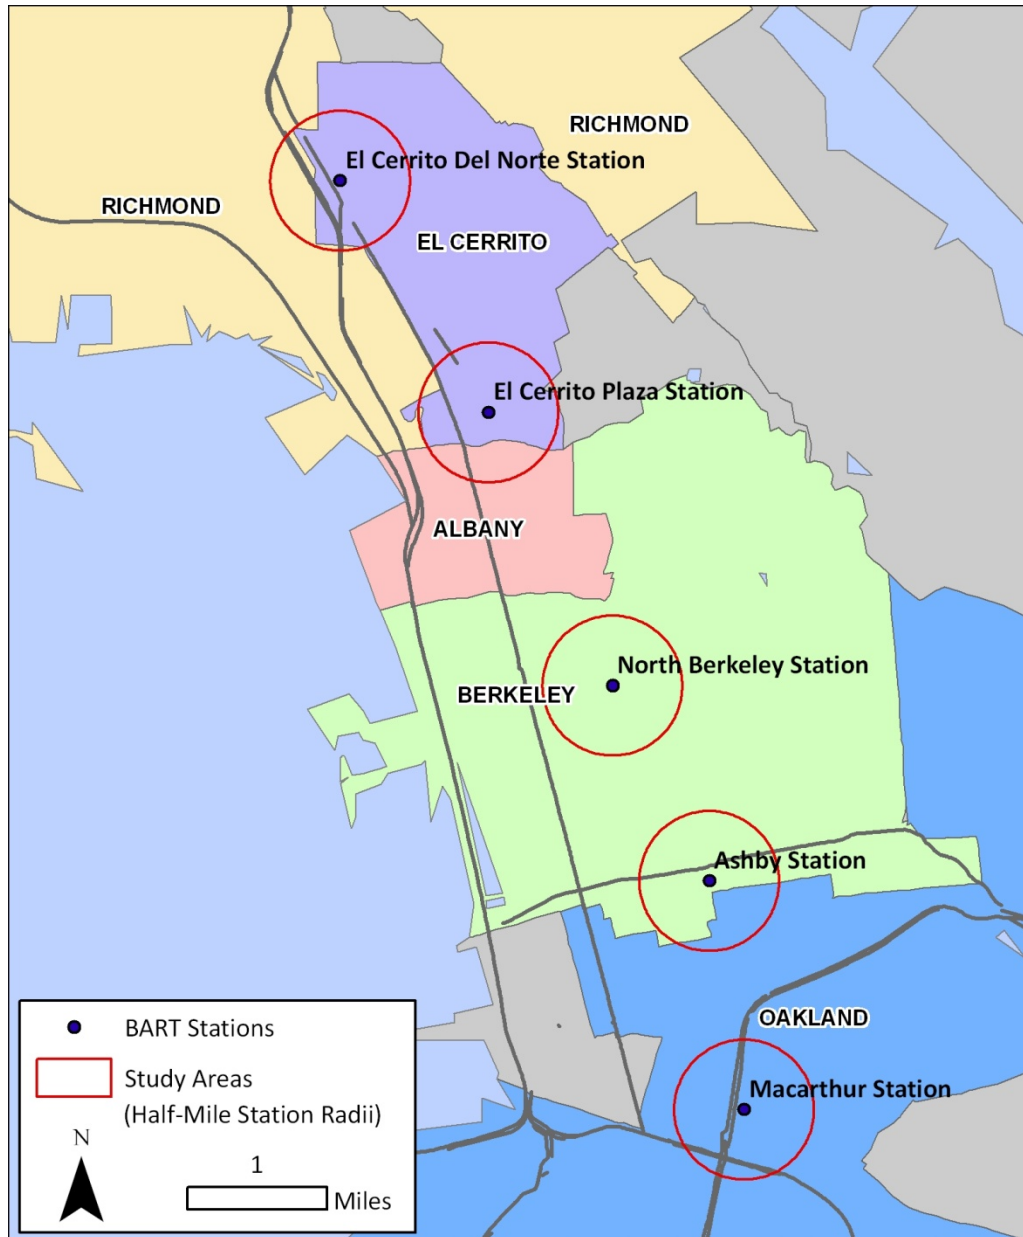 RICHMOND
El Cerrito Del Norte Station
RICHMOND
EL CERRITO
El Cerrito Plaza Station
ALBANY
North Berkeley Station
BERKELEY
Ashby Station
OAKLAND
Macarthur Station
BART Stations
Study Areas
(Half-Mile Station Radii)
N
1
Miles